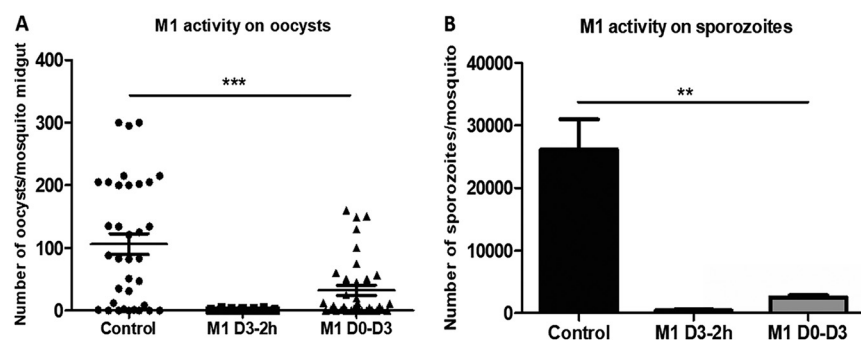 A
M1 activity on oocysts
Number of oocysts/mosquito midgut
400
300
200
100
0
***
Control
M1 D3-2h
M1 D0-D3
B
M1 activity on sporozoites
Number of sporozoites/mosquito
40000
30000
20000
10000
0
**
Control
M1 D3-2h
M1 D0-D3